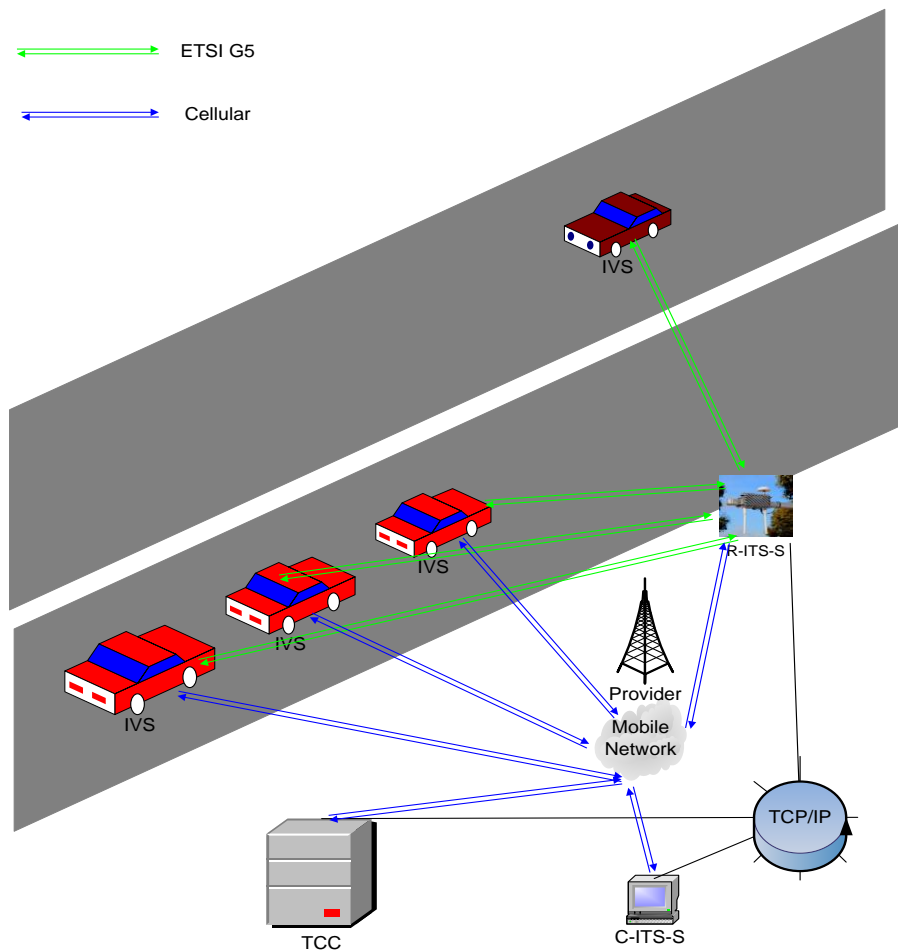 ETSI G5
Cellular
IVS
R-ITS-S
IVS
IVS
IVS
Provider
Mobile
Network
TCP/IP
TCC
C-ITS-S